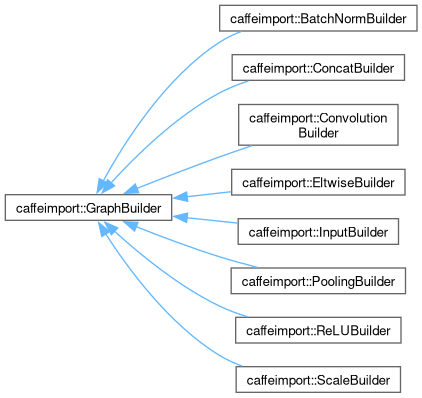 caffeimport::BatchNormBuilder
caffeimport::ConcatBuilder
caffeimport::Convolution
Builder
caffeimport::EltwiseBuilder
caffeimport::GraphBuilder
caffeimport::InputBuilder
caffeimport::PoolingBuilder
caffeimport::ReLUBuilder
caffeimport::ScaleBuilder